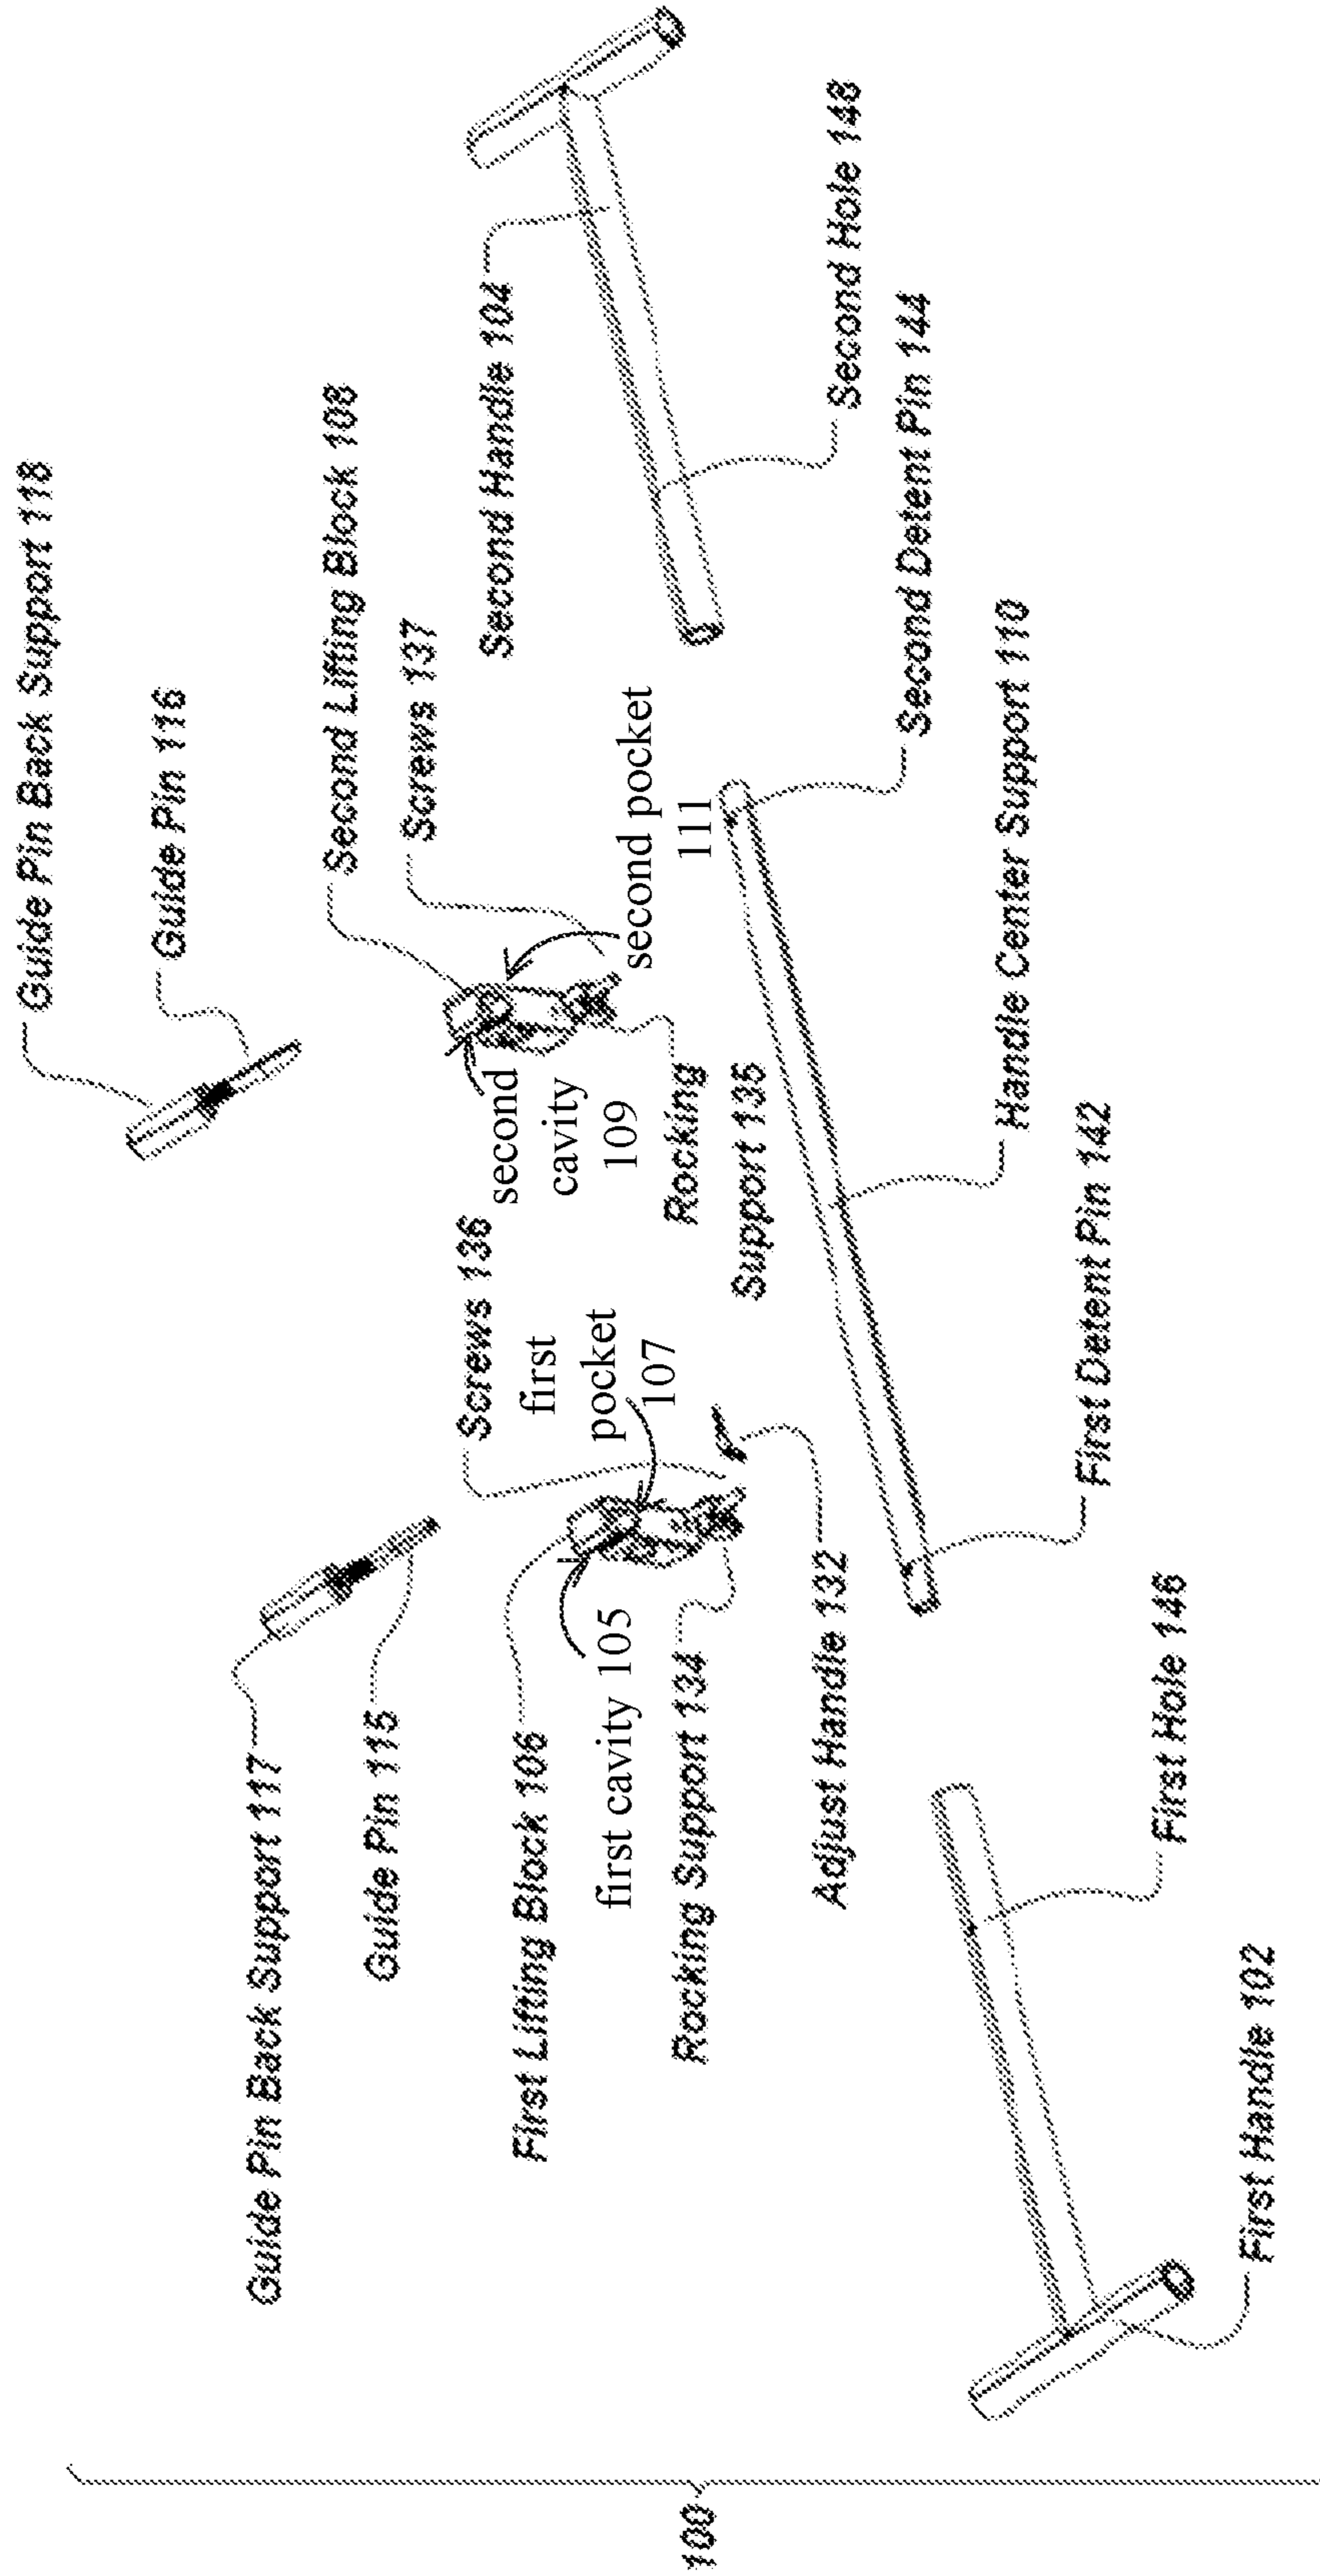 Guide Pin Back Support 118
Guide Pin 116
Second Lifting Block 108
Screws 137
Second Handle 104
second pocket
111
Second Hole 148
Second Detent Pin 144
Handle Center Support 110
second
cavity
109
Rocking
Support 135
Guide Pin Back Support 117
Guide Pin 115
Screws 136
first
pocket
107
First Lifting Block 106
first cavity 105
Rocking Support 134
Adjust Handle 132
First Detent Pin 142
First Hole 146
First Handle 102
100